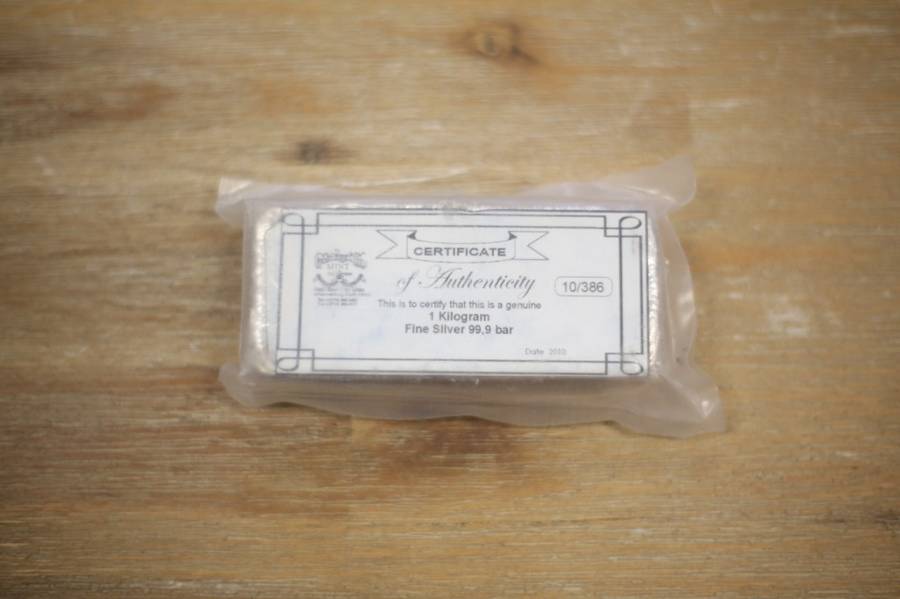 CERTIFICATE
of Authenticity
10/386
MINT
This is to certify that this is a genuine
1 Kilogram
Fine Silver 99,9 bar
Date 2010